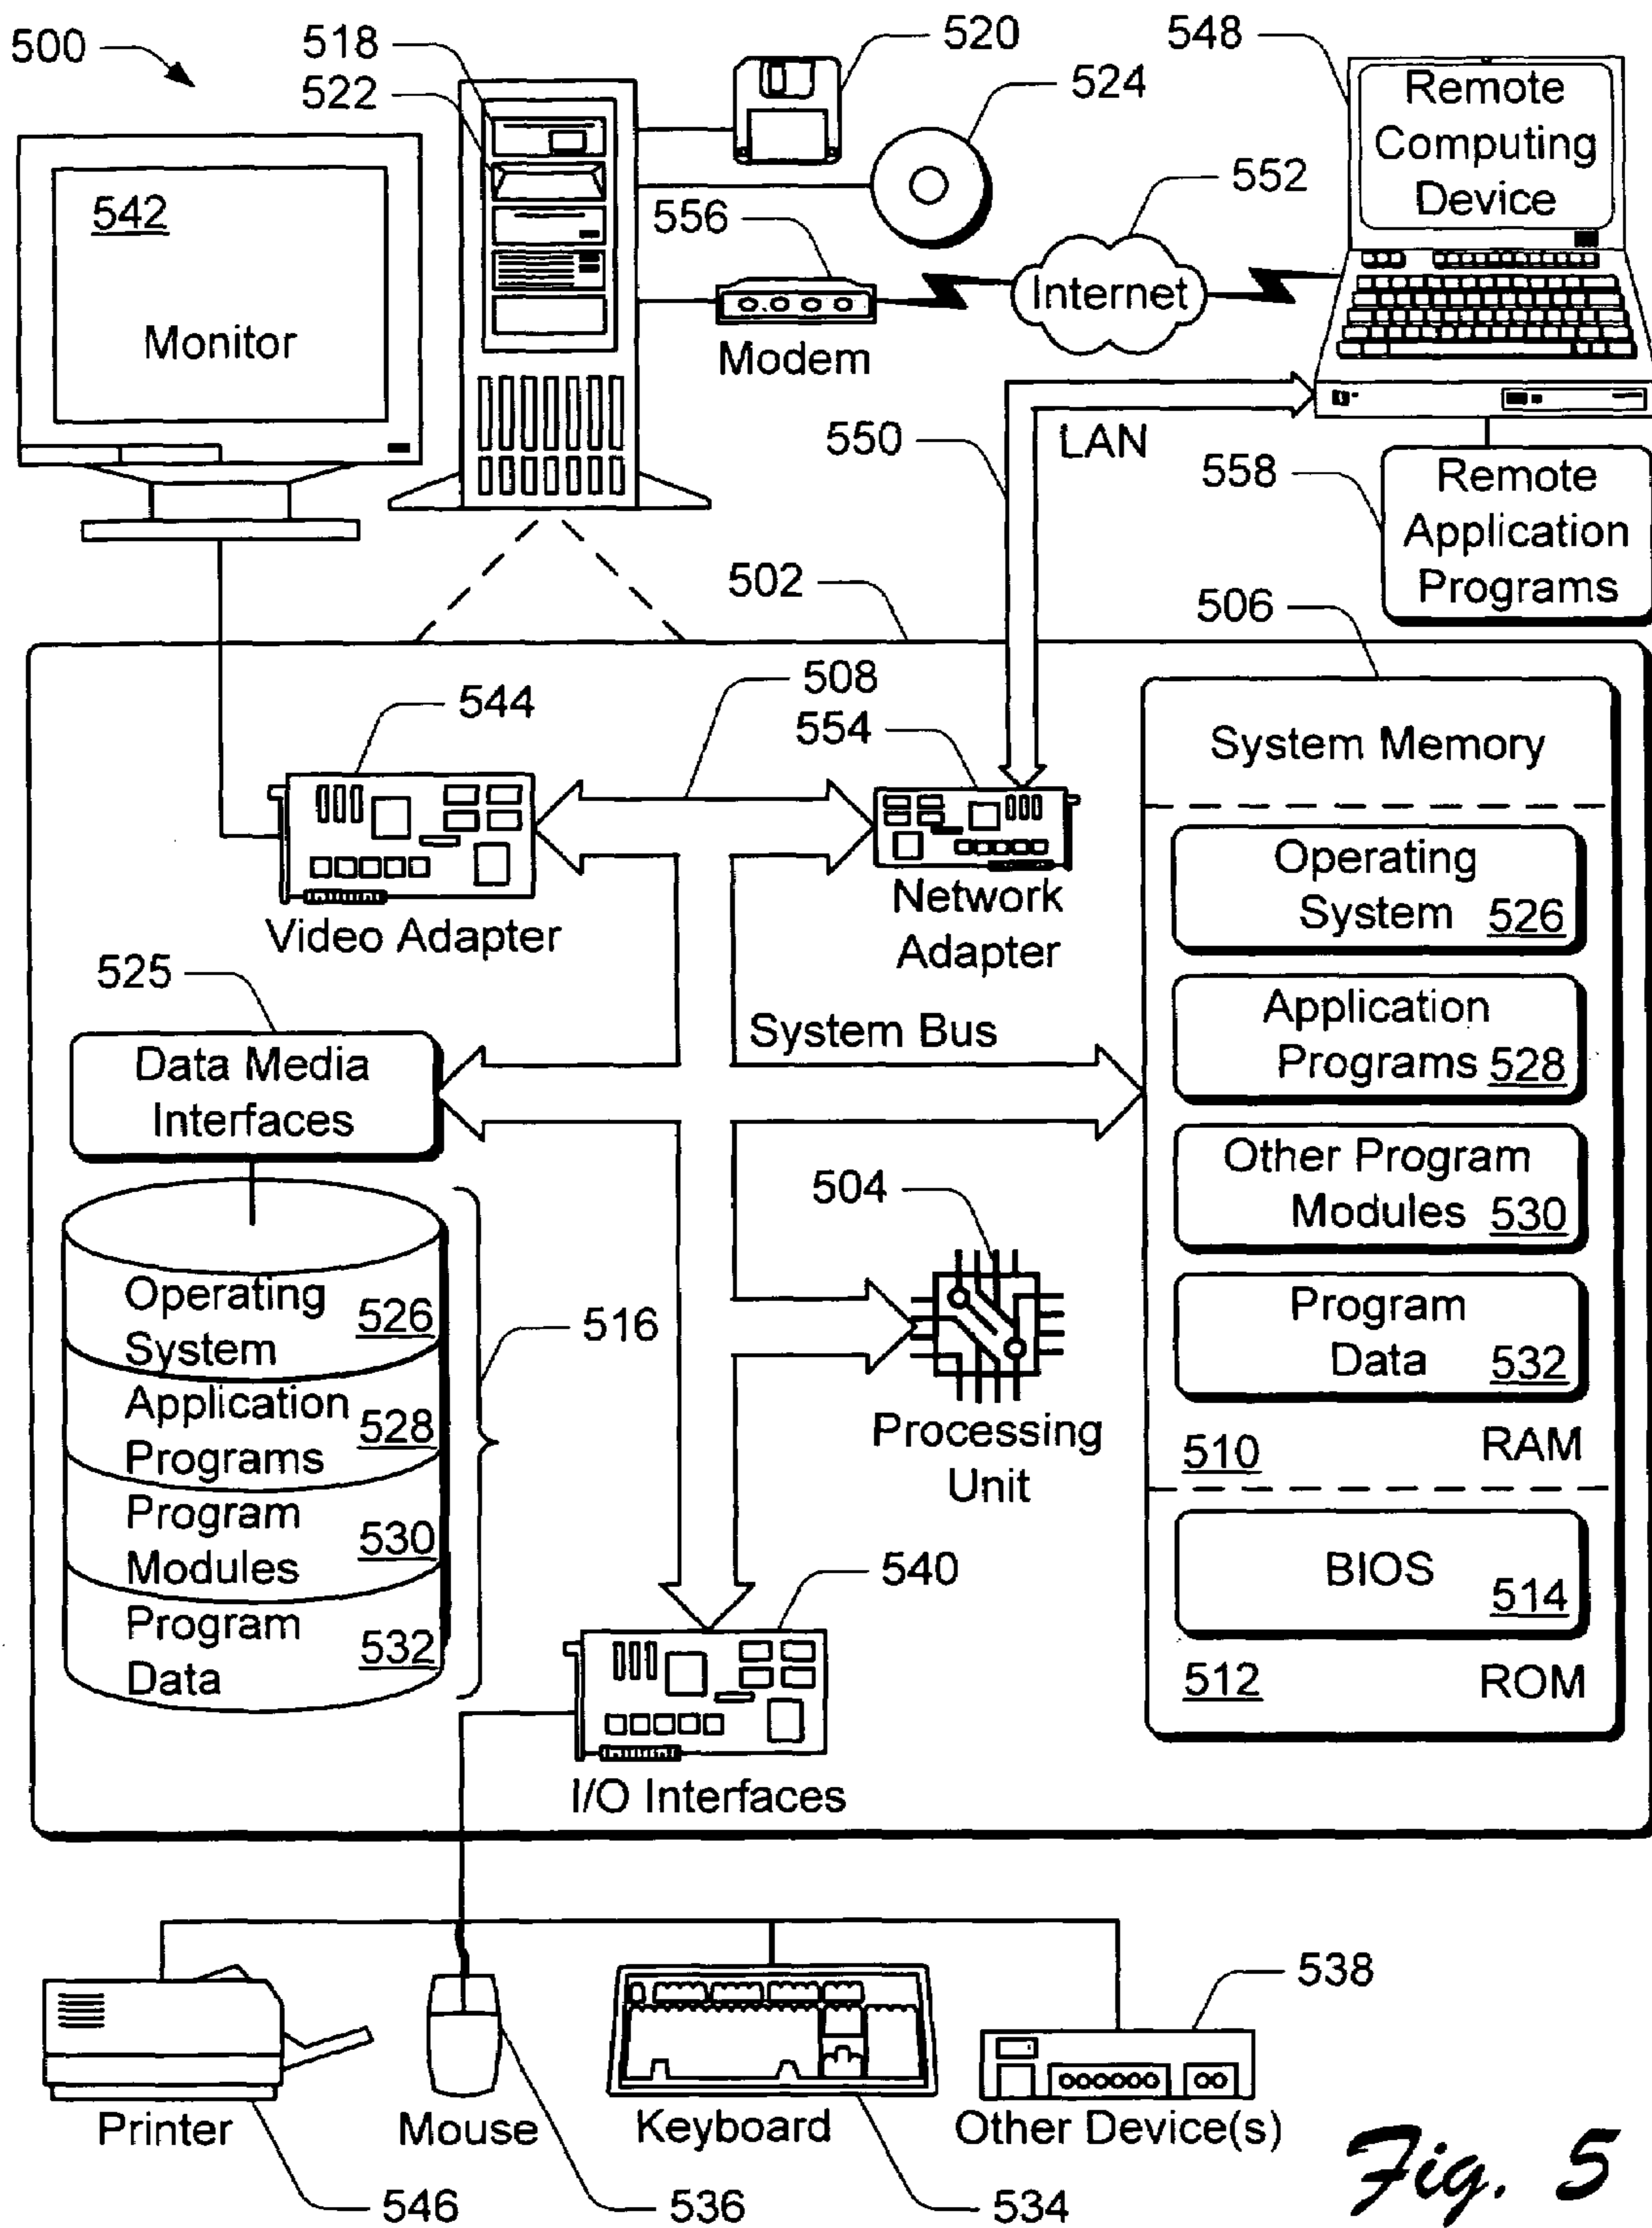 500
518
522
520
524
548
Remote
Computing
Device
542
Monitor
556
Modem
552
Internet
550
LAN
558
Remote
Application
Programs
502
506
508
544
554
Video Adapter
Network
Adapter
System Memory
Operating
System 526
Application
Programs 528
Other Program
Modules 530
Program
Data 532
510 RAM
BIOS
514
512 ROM
525
Data Media
Interfaces
System Bus
504
Processing
Unit
Operating
System 526
Application
Programs 528
Program
Modules 530
Program
Data 532
516
540
I/O Interfaces
538
Printer
Mouse
Keyboard
Other Device(s)
546
536
534
Fig. 5